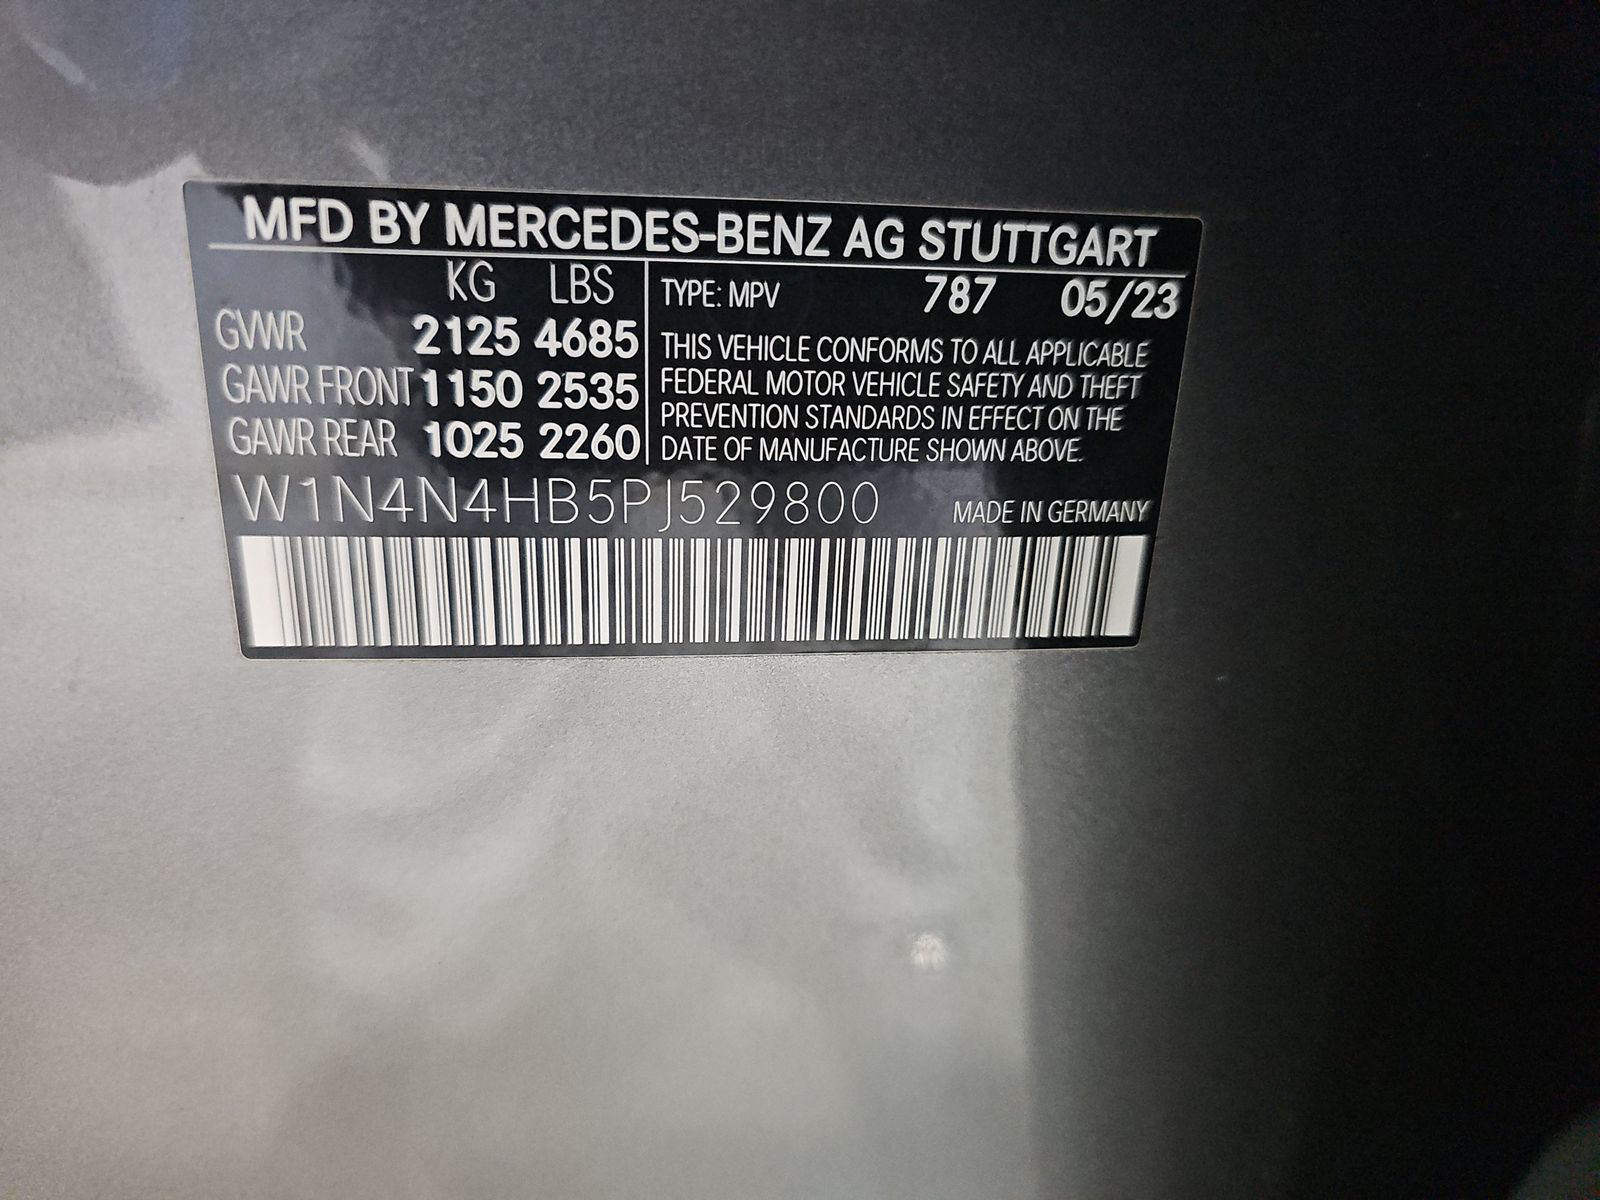 MFD BY MERCEDES-BENZ AG STUTTGART
KG LBS
GVWR 2125 4685
GAWR FRONT 1150 2535
GAWR REAR 1025 2260
TYPE: MPV 787 05/23
THIS VEHICLE CONFORMS TO ALL APPLICABLE
FEDERAL MOTOR VEHICLE SAFETY AND THEFT
PREVENTION STANDARDS IN EFFECT ON THE
DATE OF MANUFACTURE SHOWN ABOVE.
W1N4N4HB5PJ529800 MADE IN GERMANY